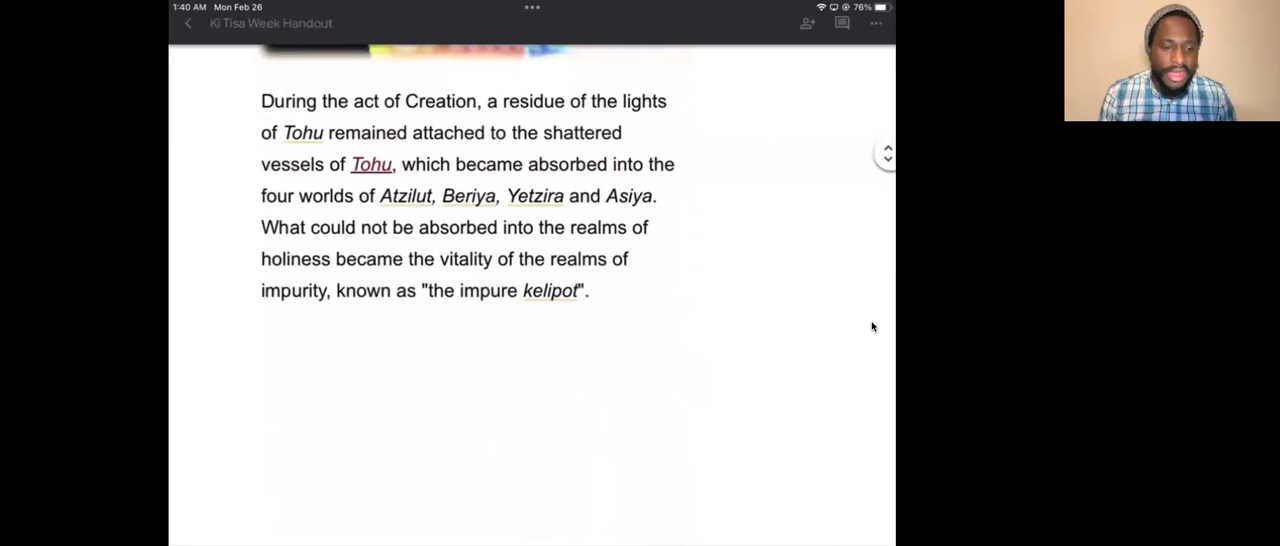 1:40 AM Mon Feb 26
76%
Ki Tisa Week Handout
During the act of Creation, a residue of the lights
of Tohu remained attached to the shattered
vessels of Tohu, which became absorbed into the
four worlds of Atzilut, Beriya, Yetzira and Asiya.
What could not be absorbed into the realms of
holiness became the vitality of the realms of
impurity, known as "the impure kelipot".